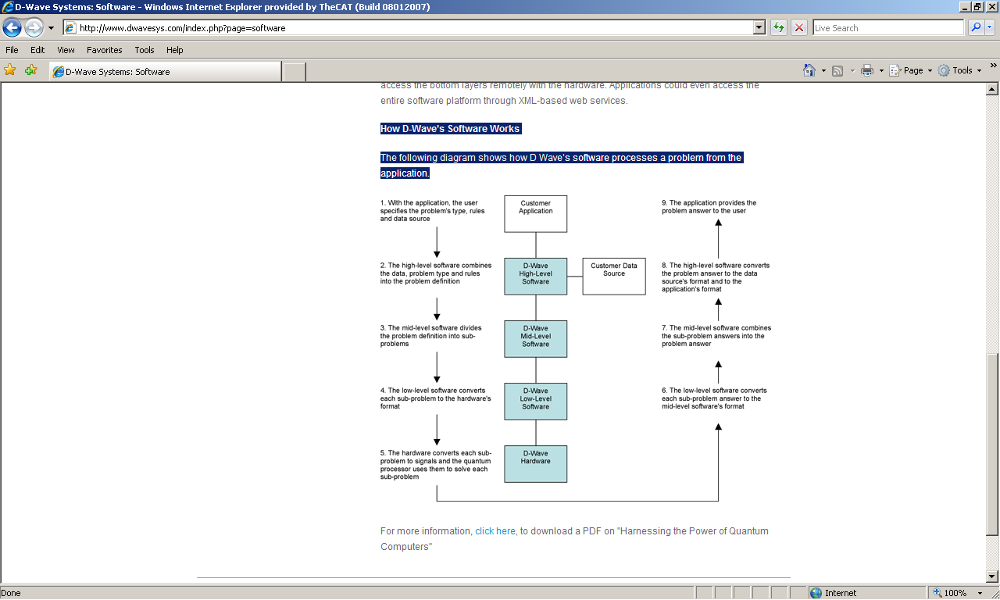 D-Wave Systems: Software - Windows Internet Explorer provided by TheCAT (Build 08012007)
http://www.dwavesys.com/index.php?page=software
Live Search
File Edit View Favorites Tools Help
D-Wave Systems: Software
Page Tools
access the bottom layers remotely with the hardware. Applications could even access the
entire software platform through XML-based web services.
How D-Wave's Software Works
The following diagram shows how D Wave's software processes a problem from the
application.
1. With the application, the user
specifies the problem's type, rules
and data source
Customer
Application
9. The application provides the
problem answer to the user
2. The high-level software combines
the data, problem type and rules
into the problem definition
D-Wave
High-Level
Software
Customer Data
Source
8. The high-level software converts
the problem answer to the data
source's format and to the
application's format
3. The mid-level software divides
the problem definition into sub-
problems
D-Wave
Mid-Level
Software
7. The mid-level software combines
the sub-problem answers into the
problem answer
4. The low-level software converts
each sub-problem to the hardware's
format
D-Wave
Low-Level
Software
6. The low-level software converts
each sub-problem answer to the
mid-level software's format
5. The hardware converts each sub-
problem to signals and the quantum
processor uses them to solve each
sub-problem
D-Wave
Hardware
For more information, click here, to download a PDF on "Harnessing the Power of Quantum
Computers"
Done
Internet
100%